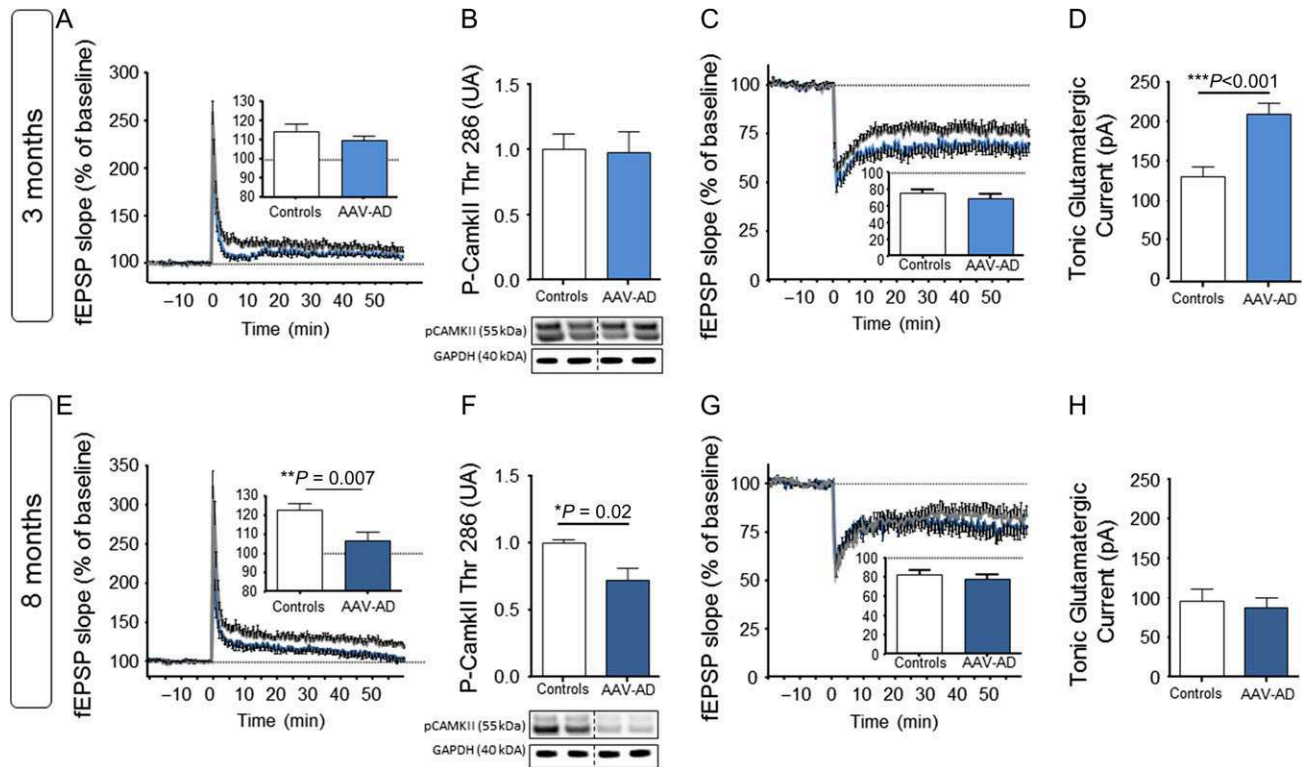 3 months
A
fEPSP slope (% of baseline)
300
250
200
150
100
130
120
110
100
90
80
Controls
AAV-AD
−10
0
10
20
30
40
50
Time (min)
B
P-CamkII Thr 286 (UA)
1.5
1.0
0.5
0.0
Controls
AAV-AD
pCAMKII (55kDa)
GAPDH (40 kDA)
C
fEPSP slope (% of baseline)
100
75
50
25
0
100
80
60
40
20
0
Controls
AAV-AD
−10
0
10
20
30
40
50
Time (min)
D
Tonic Glutamatergic
Current (pA)
250
200
150
100
50
0
***P<0.001
Controls
AAV-AD
8 months
E
fEPSP slope (% of baseline)
350
300
250
200
150
100
**P = 0.007
130
120
110
100
90
80
Controls
AAV-AD
−10
0
10
20
30
40
50
Time (min)
F
P-CamkII Thr 286 (UA)
1.5
1.0
0.5
0.0
*P = 0.02
Controls
AAV-AD
pCAMKII (55kDa)
GAPDH (40 kDA)
G
fEPSP slope (% of baseline)
100
75
50
25
0
100
80
60
40
20
0
Controls
AAV-AD
−10
0
10
20
30
40
50
Time (min)
H
Tonic Glutamatergic
Current (pA)
250
200
150
100
50
0
Controls
AAV-AD